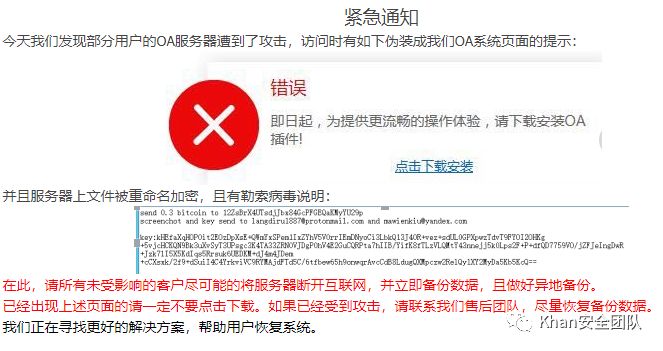 紧急通知
今天我们发现部分用户的OA服务器遭到了攻击，访问时有如下伪装成我们OA系统页面的提示：
错误
即日起，为提供更流畅的操作体验，请下载安装OA
插件!
点击下载安装
并且服务器上文件被重命名加密，且有勒索病毒说明：
send 0.3 bitcoin to
screenchot and key send to langdiru1887@protonmail.com and mawienkiu@yandex.com
在此，请所有未受影响的客户尽可能的将服务器断开互联网，并立即备份数据，且做好异地备份。
已经出现上述页面的请一定不要点击下载。如果已经受到攻击，请联系我们售后团队，尽量恢复备份数据。
我们正在寻找更好的解决方案，帮助用户恢复系统。
Khan安全团队